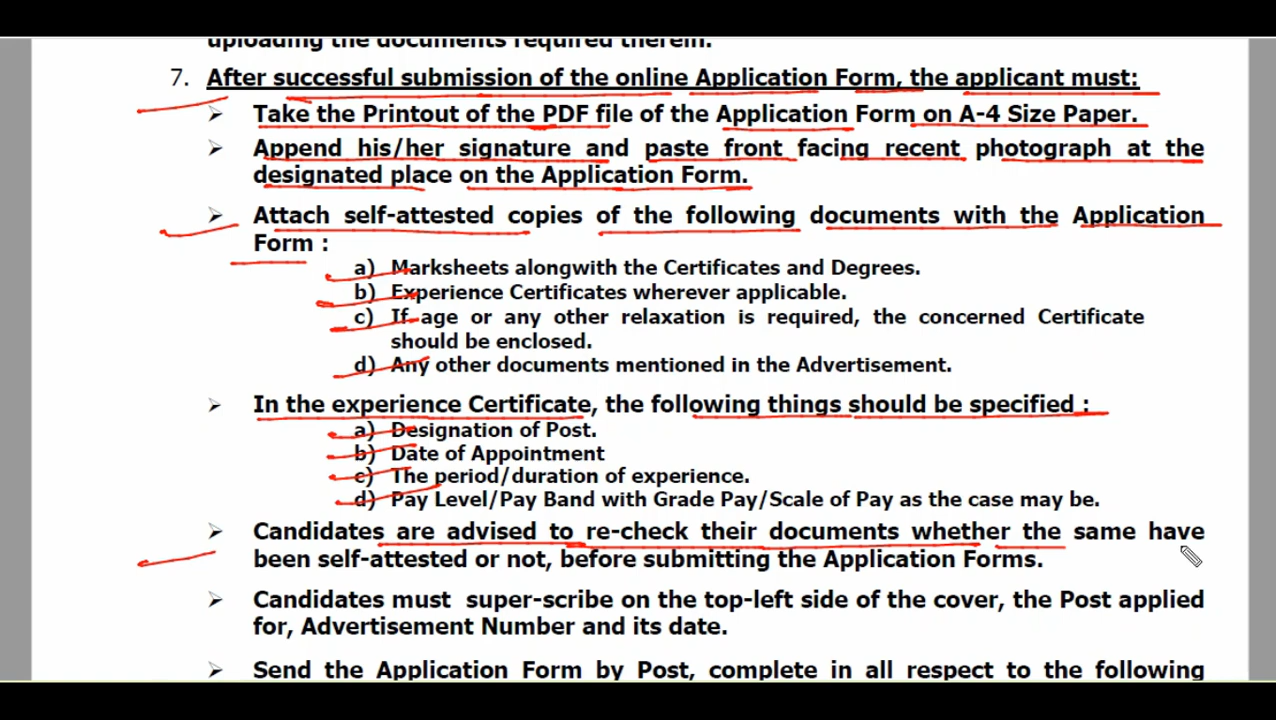 uploading the documents required therein.
7. After successful submission of the online Application Form, the applicant must:
➢ Take the Printout of the PDF file of the Application Form on A-4 Size Paper.
➢ Append his/her signature and paste front facing recent photograph at the
designated place on the Application Form.
➢ Attach self-attested copies of the following documents with the Application
Form :
a) Marksheets alongwith the Certificates and Degrees.
b) Experience Certificates wherever applicable.
c) If age or any other relaxation is required, the concerned Certificate
should be enclosed.
d) Any other documents mentioned in the Advertisement.
➢ In the experience Certificate, the following things should be specified :
a) Designation of Post.
b) Date of Appointment
c) The period/duration of experience.
d) Pay Level/Pay Band with Grade Pay/Scale of Pay as the case may be.
➢ Candidates are advised to re-check their documents whether the same have
been self-attested or not, before submitting the Application Forms.
➢ Candidates must super-scribe on the top-left side of the cover, the Post applied
for, Advertisement Number and its date.
➢ Send the Application Form by Post, complete in all respect to the following